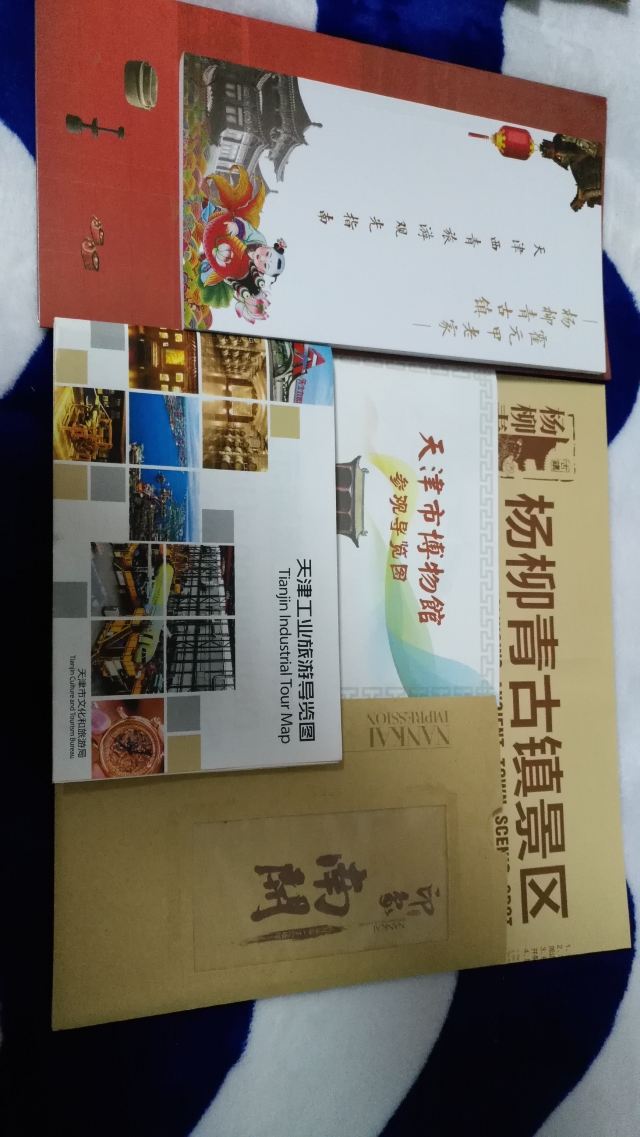 杨柳青古镇
霍元甲老家
天津西青旅游观光指南
天津工业旅游导览图
Tianjin Industrial Tour Map
天津市文化和旅游局
Tianjin Culture and Tourism Bureau
天津市博物館
参观导览图
NANKAI
IMPRESSION
印象
南開
杨柳
杨柳青古镇景区
ANCIENT TOWN SCENIC SPOT